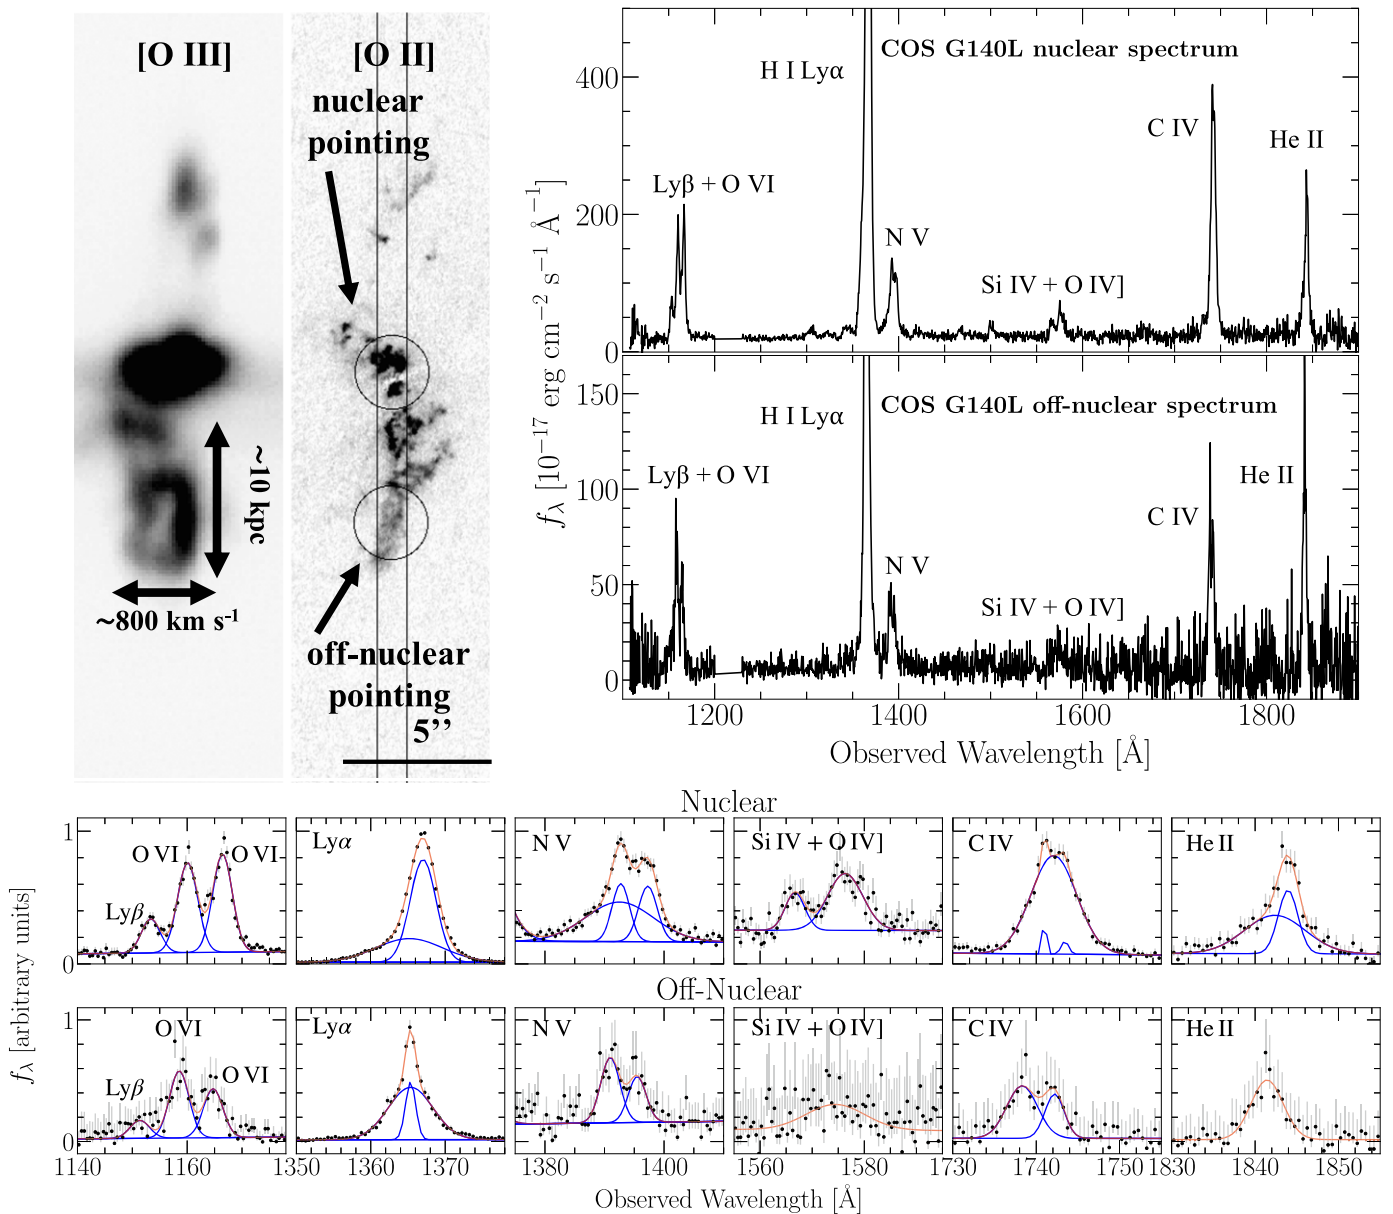 [O III]
[O II]
nuclear
pointing
~10 kpc
~800 km s-1
off-nuclear
pointing
5’’
COS G140L nuclear spectrum
H I Lyα
Lyβ + O VI
N V
Si IV + O IV]
C IV
He II
400
200
0
COS G140L off-nuclear spectrum
H I Lyα
Lyβ + O VI
N V
Si IV + O IV]
C IV
He II
150
100
50
0
fλ [10−17 erg cm−2 s−1 Å−1]
1200 1400 1600 1800
Observed Wavelength [Å]
Nuclear
1
0
O VI
O VI
Lyβ
Lyα
N V
Si IV + O IV]
C IV
He II
Off-Nuclear
1
0
O VI
Lyβ
O VI
Lyα
N V
Si IV + O IV]
C IV
He II
fλ [arbitrary units]
1140 1160 1350 1360 1370 1380 1400 1560 1580 1730 1740 1750 1830 1840 1850
Observed Wavelength [Å]